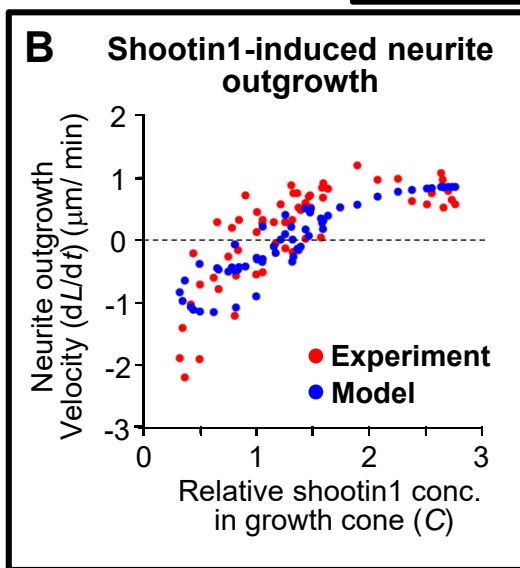 B
Shootin1-induced neurite
outgrowth
Neurite outgrowth
Velocity (dL/dt) (μm/ min)
2
1
0
-1
-2
-3
Experiment
Model
0 1 2 3
Relative shootin1 conc.
in growth cone (C)